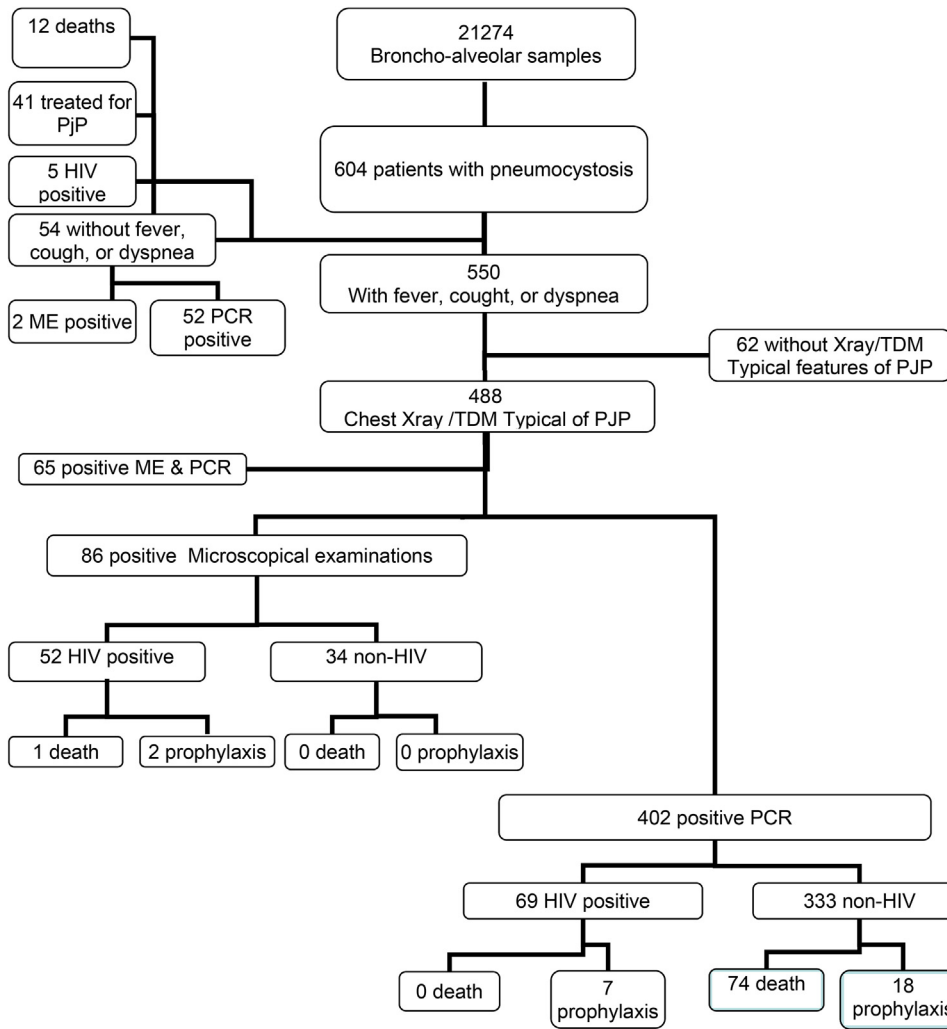 12 deaths
21274
Broncho-alveolar samples
41 treated for
PjP
604 patients with pneumocystosis
5 HIV
positive
54 without fever,
cough, or dyspnea
550
With fever, cought, or dyspnea
2 ME positive
52 PCR
positive
62 without Xray/TDM
Typical features of PJP
488
Chest Xray /TDM Typical of PJP
65 positive ME & PCR
86 positive Microscopical examinations
52 HIV positive
34 non-HIV
1 death
2 prophylaxis
0 death
0 prophylaxis
402 positive PCR
69 HIV positive
333 non-HIV
0 death
7
prophylaxis
74 death
18
prophylaxis